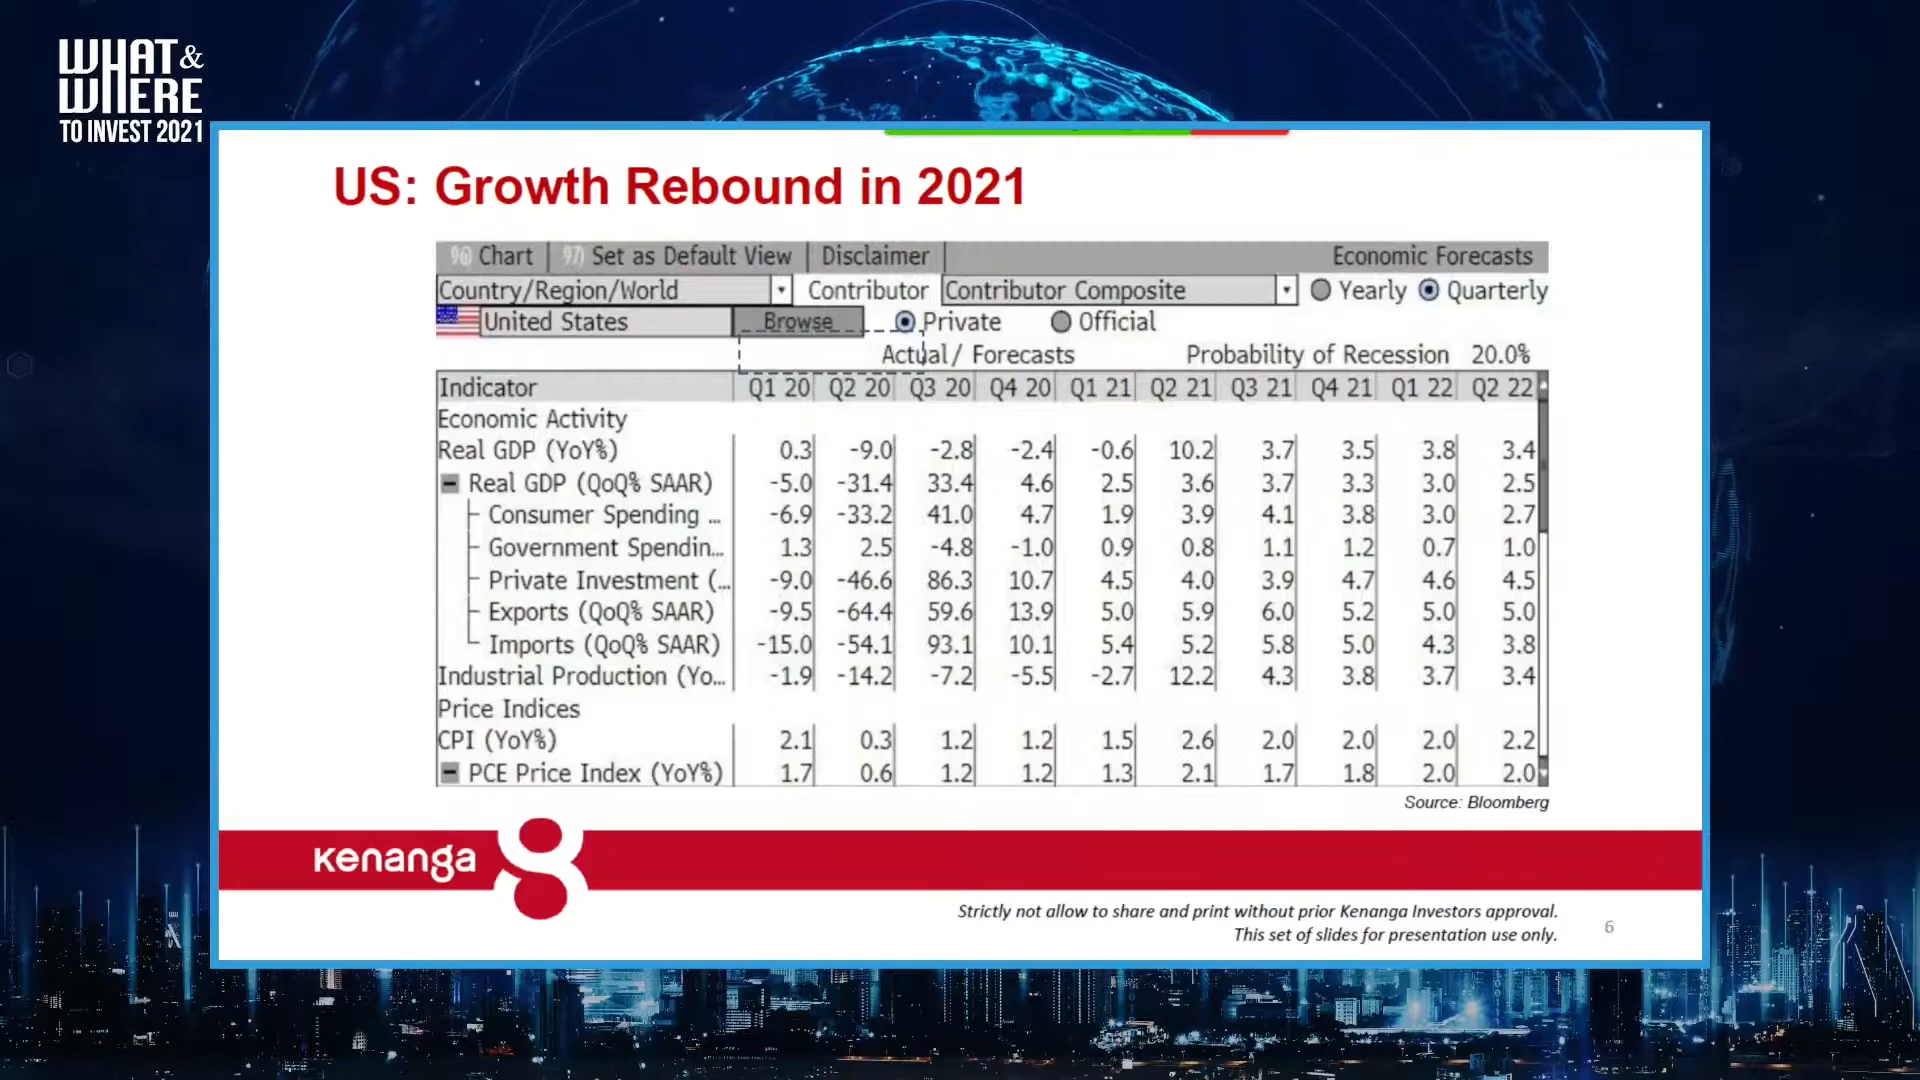 WHAT &
WHERE
TO INVEST 2021
US: Growth Rebound in 2021
96) Chart 97) Set as Default View Disclaimer Economic Forecasts
Country/Region/World Contributor Contributor Composite Yearly Quarterly
United States Browse Private Official
Actual/ Forecasts Probability of Recession 20.0%
Indicator Q1 20 Q2 20 Q3 20 Q4 20 Q1 21 Q2 21 Q3 21 Q4 21 Q1 22 Q2 22
Economic Activity
Real GDP (YoY%) 0.3 -9.0 -2.8 -2.4 -0.6 10.2 3.7 3.5 3.8 3.4
Real GDP (QoQ% SAAR) -5.0 -31.4 33.4 4.6 2.5 3.6 3.7 3.3 3.0 2.5
Consumer Spending ... -6.9 -33.2 41.0 4.7 1.9 3.9 4.1 3.8 3.0 2.7
Government Spendin... 1.3 2.5 -4.8 -1.0 0.9 0.8 1.1 1.2 0.7 1.0
Private Investment (... -9.0 -46.6 86.3 10.7 4.5 4.0 3.9 4.7 4.6 4.5
Exports (QoQ% SAAR) -9.5 -64.4 59.6 13.9 5.0 5.9 6.0 5.2 5.0 5.0
Imports (QoQ% SAAR) -15.0 -54.1 93.1 10.1 5.4 5.2 5.8 5.0 4.3 3.8
Industrial Production (Yo... -1.9 -14.2 -7.2 -5.5 -2.7 12.2 4.3 3.8 3.7 3.4
Price Indices
CPI (YoY%) 2.1 0.3 1.2 1.2 1.5 2.6 2.0 2.0 2.0 2.2
PCE Price Index (YoY%) 1.7 0.6 1.2 1.2 1.3 2.1 1.7 1.8 2.0 2.0
Source: Bloomberg
kenanga
Strictly not allow to share and print without prior Kenanga Investors approval.
This set of slides for presentation use only.
6